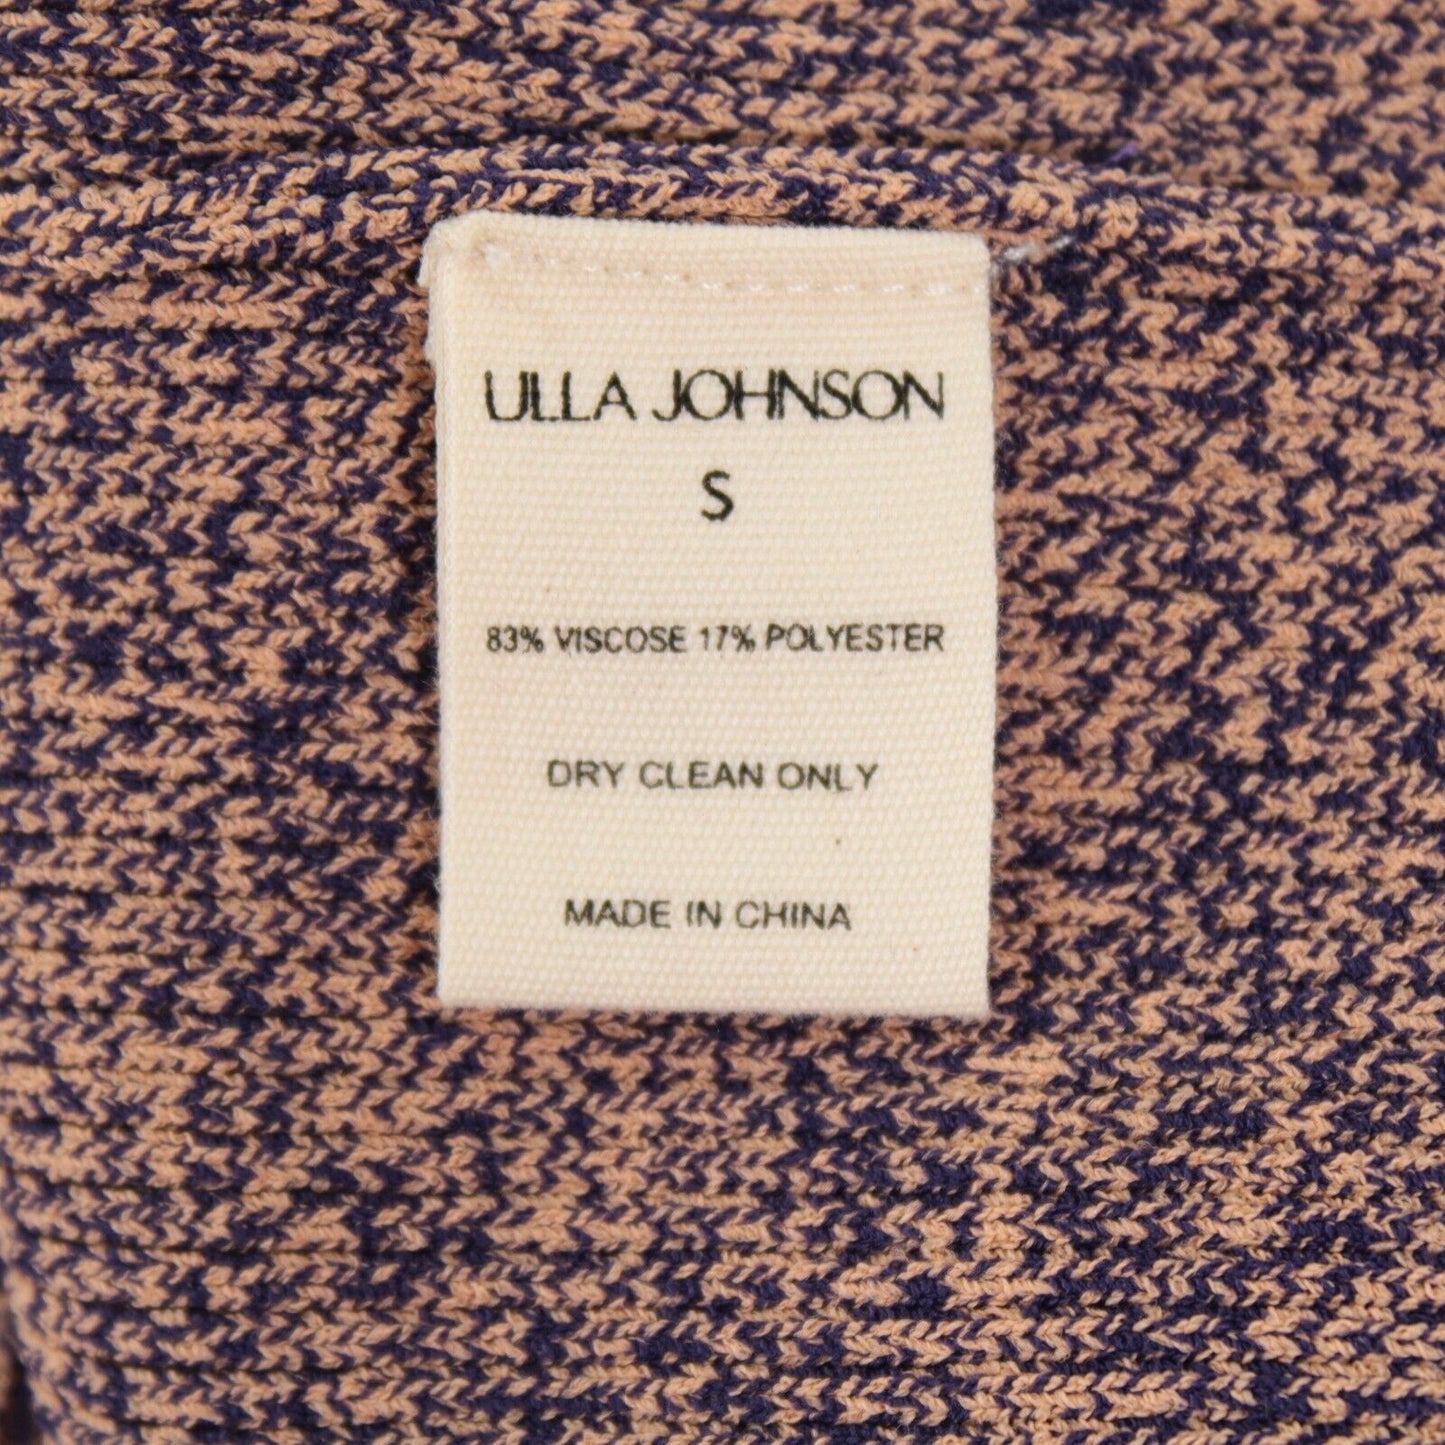 ULLA JOHNSON
S
83% VISCOSE 17% POLYESTER
DRY CLEAN ONLY
MADE IN CHINA